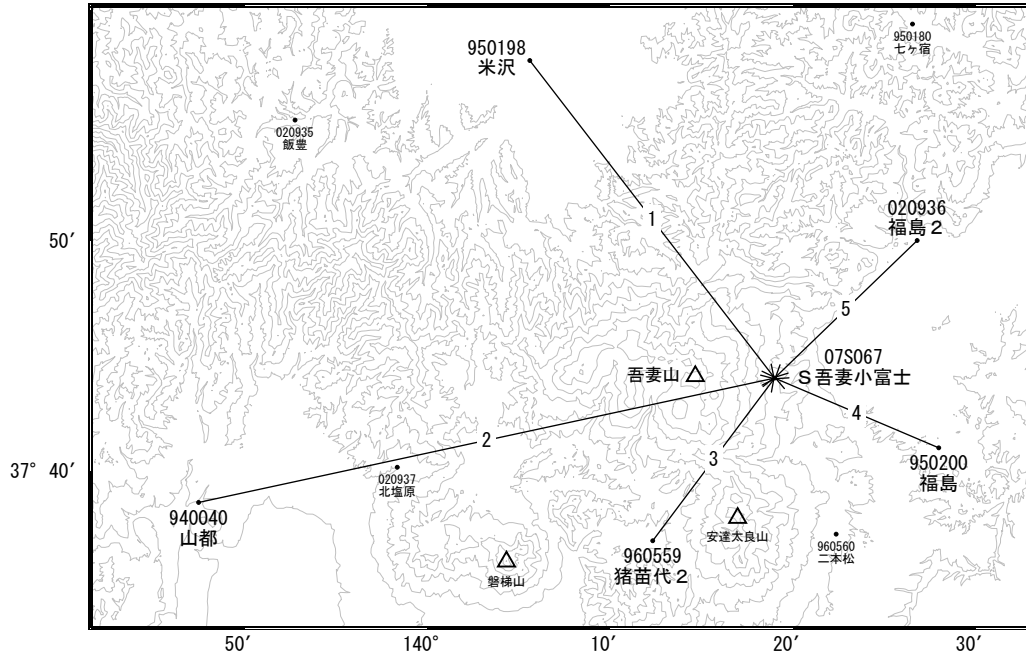 950198
米沢
950180
七ヶ宿
020935
飯豊
1
020936
福島２
50′
5
07S067
Ｓ吾妻小富士
吾妻山
4
2
3
37° 40′
020937
北塩原
950200
福島
940040
山都
安達太良山
960559
猪苗代２
960560
二本松
磐梯山
50′
140°
10′
20′
30′